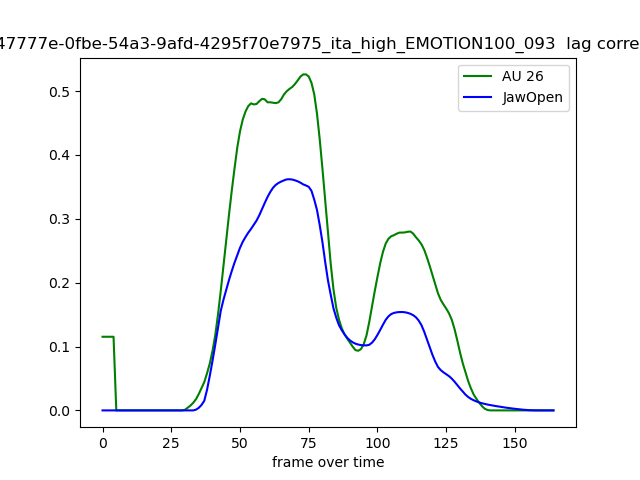 47777e-0fbe-54a3-9afd-4295f70e7975_ita_high_EMOTION100_093 lag corre
AU 26
JawOpen
0.5
0.4
0.3
0.2
0.1
0.0
0 25 50 75 100 125 150
frame over time